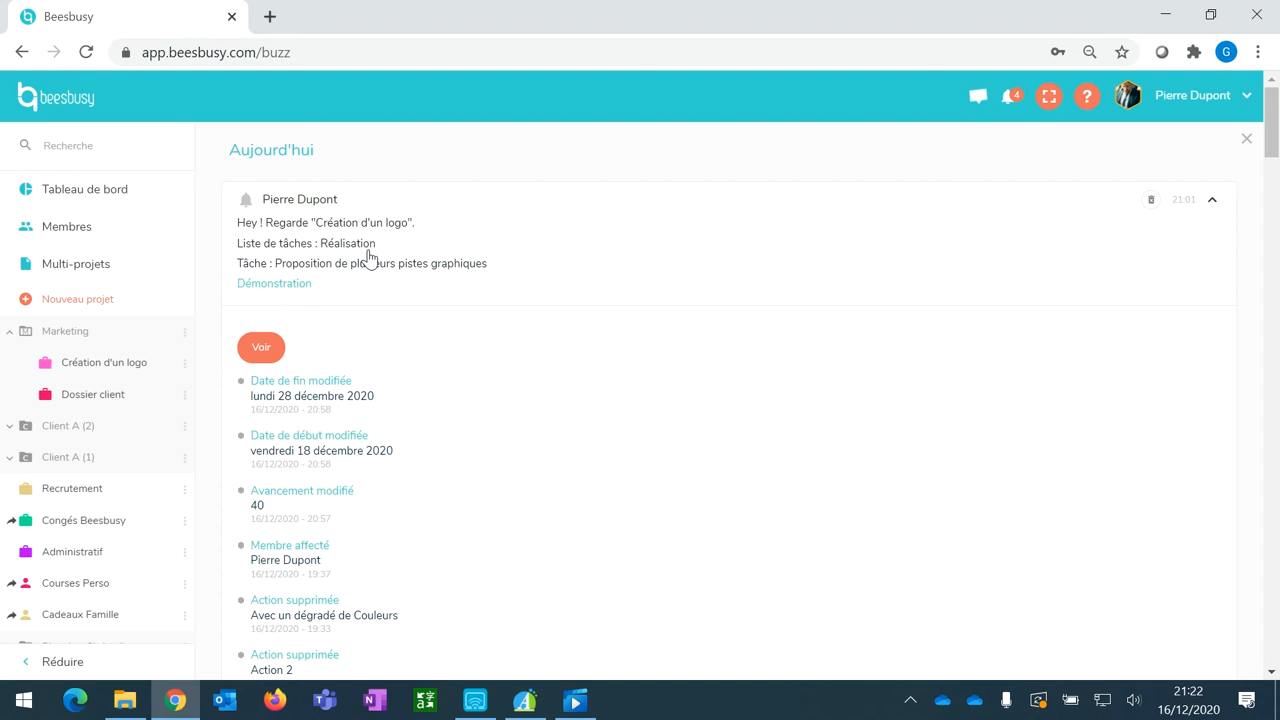 Beesbusy
app.beesbusy.com/buzz
G
beesbusy
4
?
Pierre Dupont
Recherche
Tableau de bord
Membres
Multi-projets
Nouveau projet
M Marketing
Création d'un logo
Dossier client
C Client A (2)
C Client A (1)
Recrutement
Congés Beesbusy
Administratif
Courses Perso
Cadeaux Famille
Réduire
Aujourd'hui
Pierre Dupont
21:01
Hey ! Regarde "Création d'un logo".
Liste de tâches : Réalisation
Tâche : Proposition de plusieurs pistes graphiques
Démonstration
Voir
Date de fin modifiée
lundi 28 décembre 2020
16/12/2020 - 20:58
Date de début modifiée
vendredi 18 décembre 2020
16/12/2020 - 20:58
Avancement modifié
40
16/12/2020 - 20:57
Membre affecté
Pierre Dupont
16/12/2020 - 19:37
Action supprimée
Avec un dégradé de Couleurs
16/12/2020 - 19:33
Action supprimée
Action 2
21:22
16/12/2020